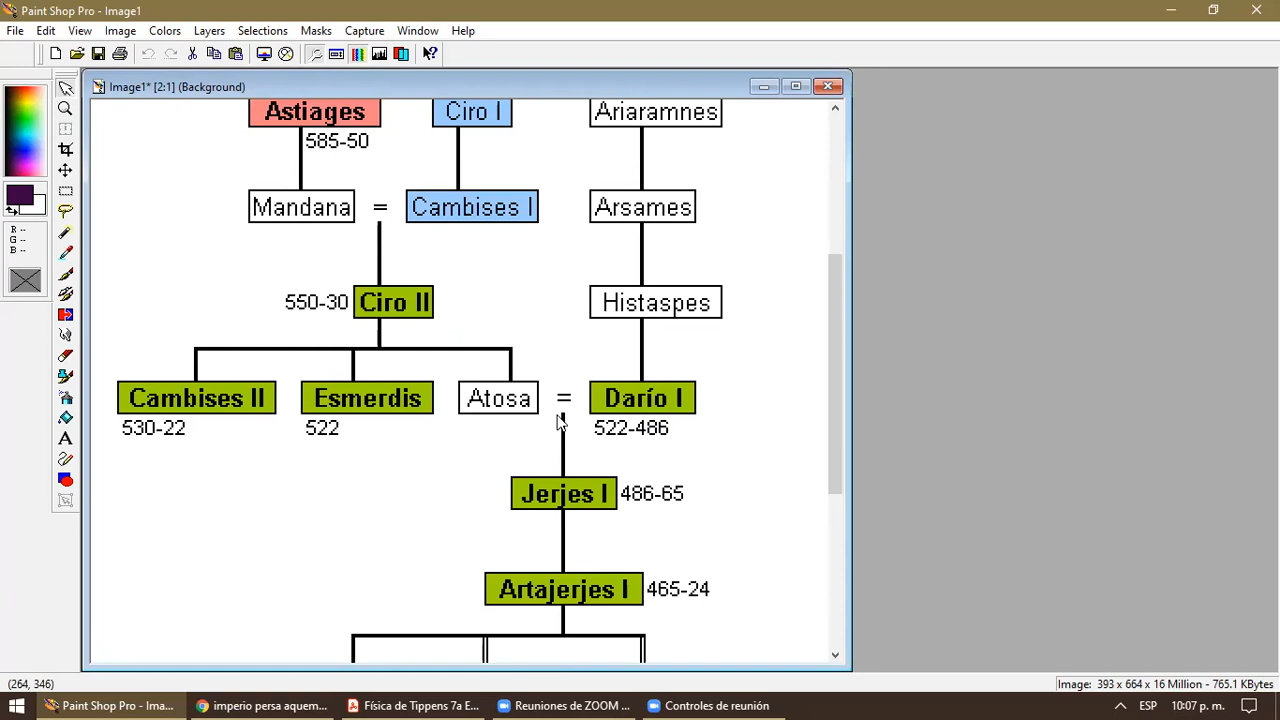 Paint Shop Pro - Image1
File Edit View Image Colors Layers Selections Masks Capture Window Help
Image1* [2:1] (Background)
Astiages Ciro I Ariaramnes
585-50
Mandana = Cambises I Arsames
550-30 Ciro II Histaspes
Cambises II Esmerdis Atosa = Darío I
530-22 522 522-486
Jerjes I 486-65
Artajerjes I 465-24
R --
G --
B --
(264, 346) Image: 393 x 664 x 16 Million - 765.1 KBytes
Paint Shop Pro - Ima... imperio persa aquem... Física de Tippens 7a E... Reuniones de ZOOM ... Controles de reunión ESP 10:07 p. m.